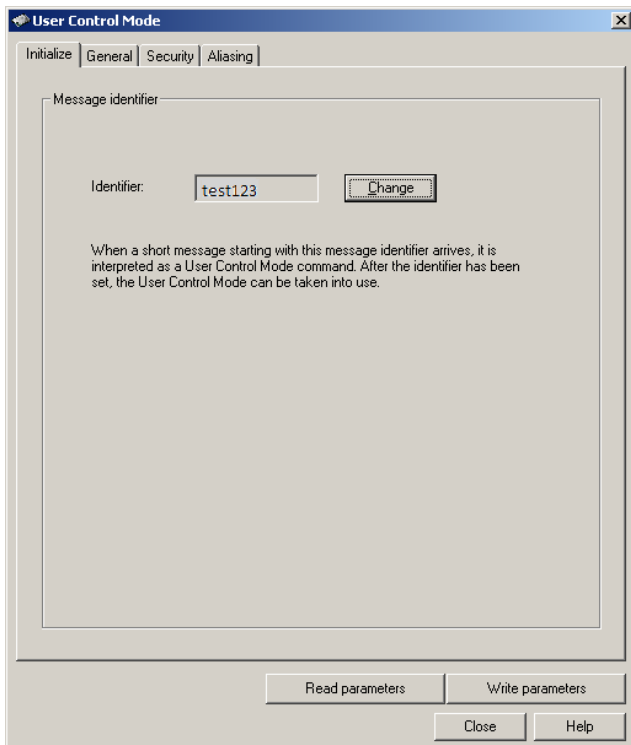 User Control Mode
Initialize General Security Aliasing
Message identifier
Identifier: test123 Change
When a short message starting with this message identifier arrives, it is
interpreted as a User Control Mode command. After the identifier has been
set, the User Control Mode can be taken into use.
Read parameters Write parameters
Close Help